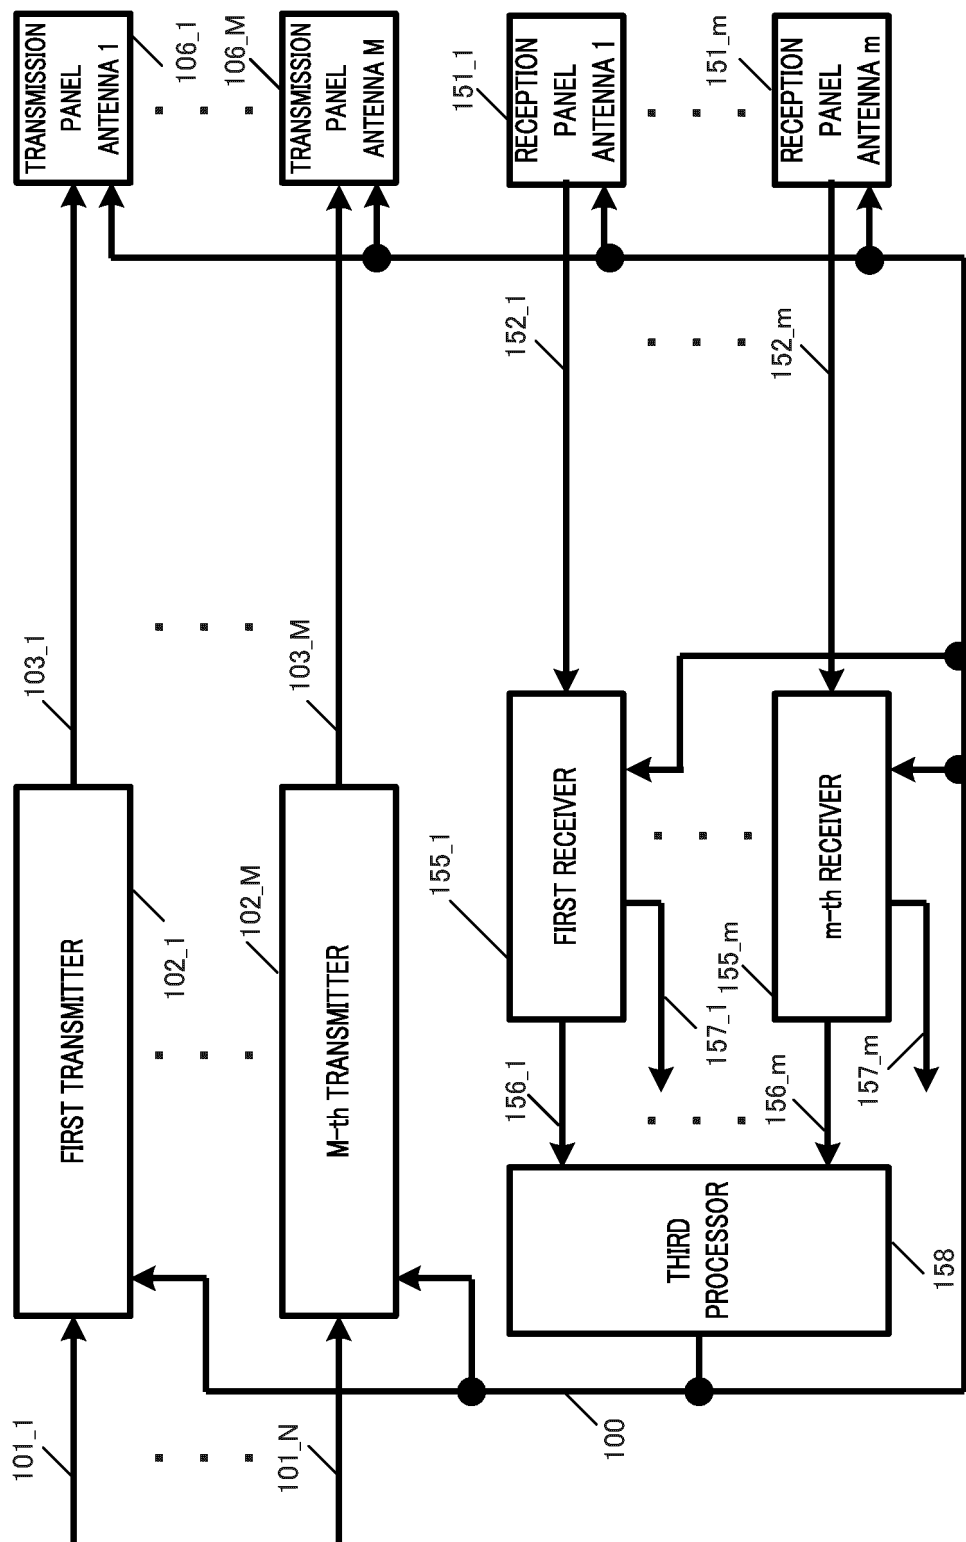 101_1
FIRST TRANSMITTER
102_1
103_1
TRANSMISSION
PANEL
ANTENNA 1
106_1
101_N
M-th TRANSMITTER
102_M
103_M
TRANSMISSION
PANEL
ANTENNA M
106_M
100
THIRD
PROCESSOR
158
156_1
FIRST RECEIVER
155_1
157_1
152_1
RECEPTION
PANEL
ANTENNA 1
151_1
156_m
m-th RECEIVER
155_m
157_m
152_m
RECEPTION
PANEL
ANTENNA m
151_m